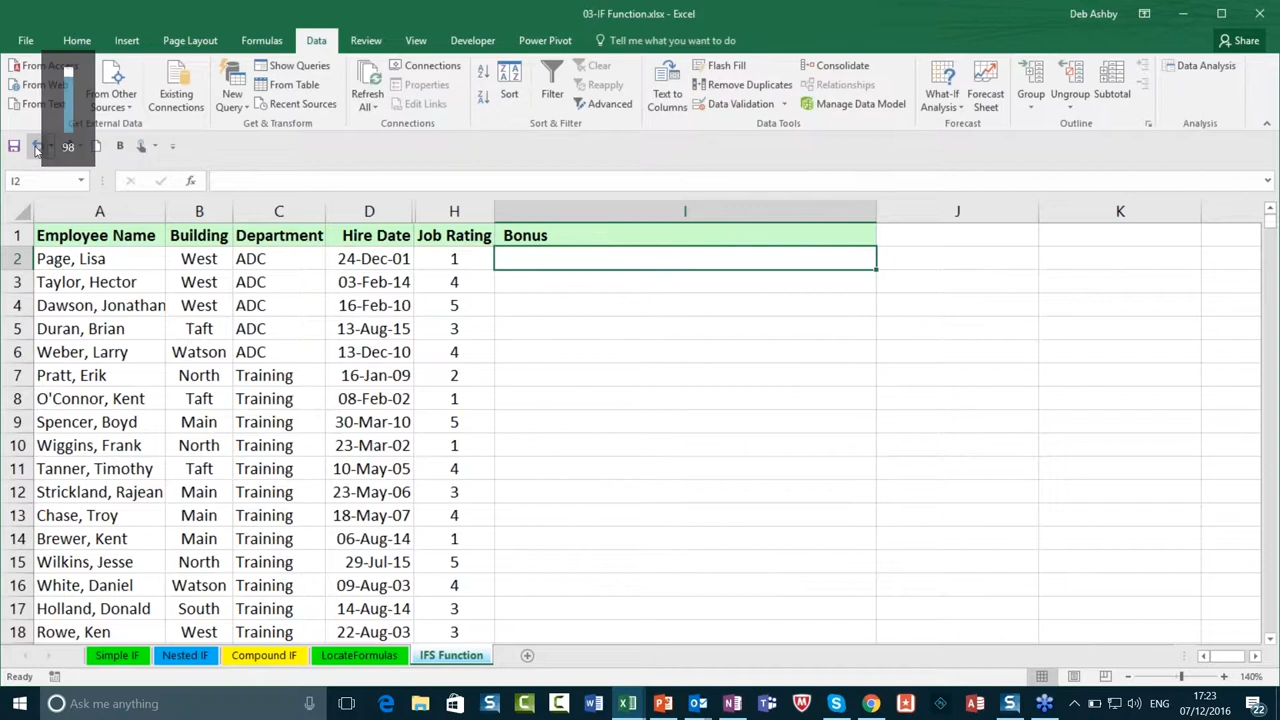 03-IF Function.xlsx - Excel
Deb Ashby
File Home Insert Page Layout Formulas Data Review View Developer Power Pivot Tell me what you want to do Share
From Access
From Web
From Text
From Other Sources
Existing Connections
Get External Data
New Query
Show Queries
From Table
Recent Sources
Get & Transform
Refresh All
Connections
Properties
Edit Links
Connections
Sort
Filter
Clear
Reapply
Advanced
Sort & Filter
Text to Columns
Flash Fill
Remove Duplicates
Data Validation
Consolidate
Relationships
Manage Data Model
Data Tools
What-If Analysis
Forecast Sheet
Forecast
Group
Ungroup
Subtotal
Outline
Data Analysis
Analysis
98
B
I2
fx
A B C D H I J K
1 Employee Name Building Department Hire Date Job Rating Bonus
2 Page, Lisa West ADC 24-Dec-01 1
3 Taylor, Hector West ADC 03-Feb-14 4
4 Dawson, Jonathan West ADC 16-Feb-10 5
5 Duran, Brian Taft ADC 13-Aug-15 3
6 Weber, Larry Watson ADC 13-Dec-10 4
7 Pratt, Erik North Training 16-Jan-09 2
8 O'Connor, Kent Taft Training 08-Feb-02 1
9 Spencer, Boyd Main Training 30-Mar-10 5
10 Wiggins, Frank North Training 23-Mar-02 1
11 Tanner, Timothy Taft Training 10-May-05 4
12 Strickland, Rajean Main Training 23-May-06 3
13 Chase, Troy Main Training 18-May-07 4
14 Brewer, Kent Main Training 06-Aug-14 1
15 Wilkins, Jesse North Training 29-Jul-15 5
16 White, Daniel Watson Training 09-Aug-03 4
17 Holland, Donald South Training 14-Aug-14 3
18 Rowe, Ken West Training 22-Aug-03 3
Simple IF Nested IF Compound IF LocateFormulas IFS Function
Ready
140%
Ask me anything
ENG
17:23
07/12/2016
22